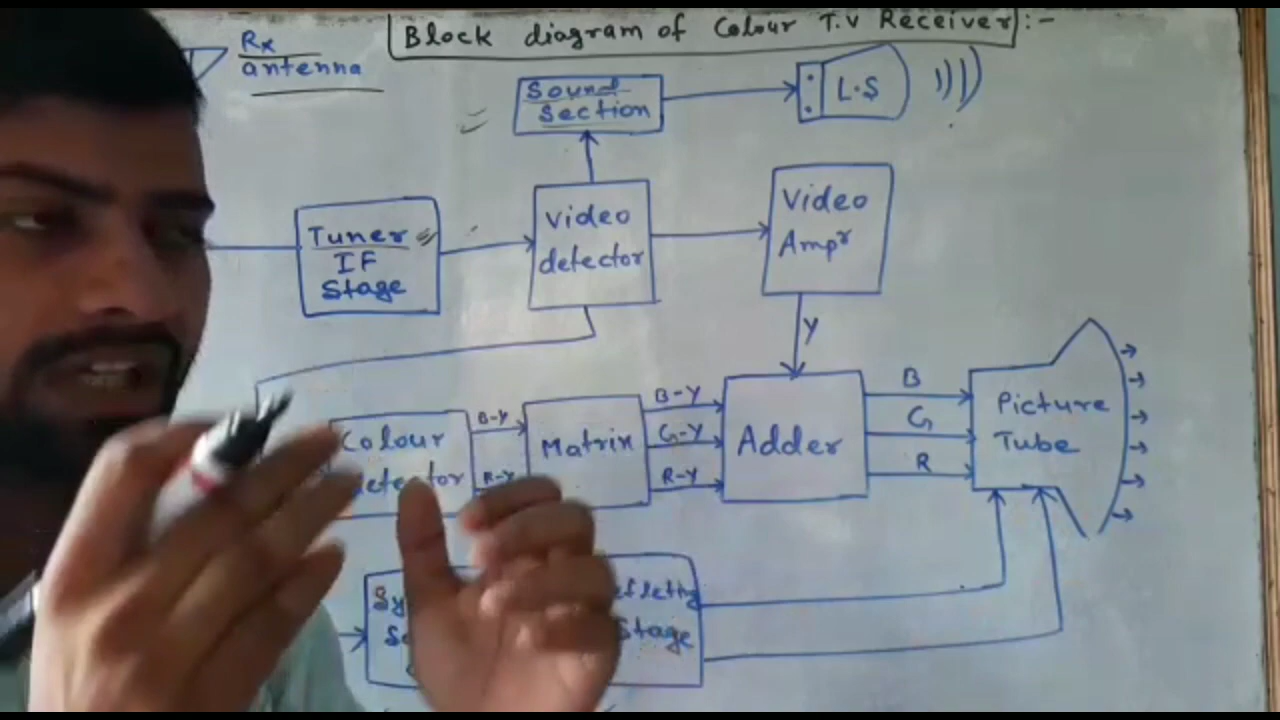 Block diagram of Colour T.V Receiver:-
Rx
antenna
Sound
Section
L.S
Tuner
IF
Stage
Video
detector
Video
Ampr
Y
Colour
B-Y
R-Y
Matrix
B-Y
G-Y
R-Y
Adder
B
G
R
Picture
Tube
Stage